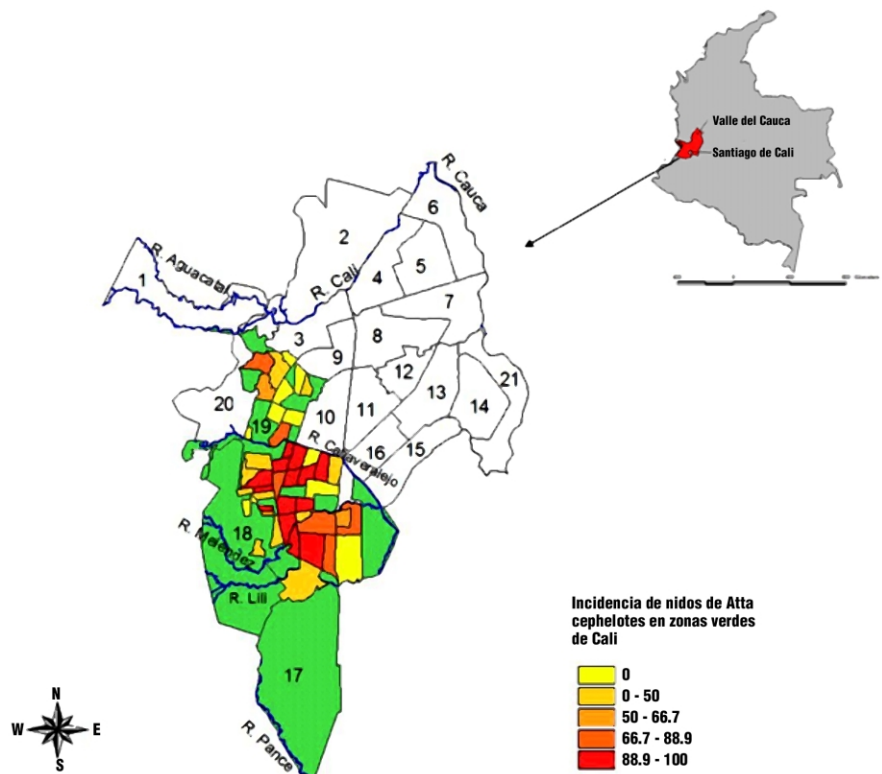 Valle del Cauca
Santiago de Cali
R. Cauca
6
2
R. Aguacatal
1
R. Cali
4
5
7
3
8
9
12
21
13
14
20
19
10
11
R. Cañaveralejo
16
15
18
R. Meléndez
R. Lili
17
R. Pance
N
W
E
S
Incidencia de nidos de Atta
cephelotes en zonas verdes
de Cali
0
0 - 50
50 - 66.7
66.7 - 88.9
88.9 - 100